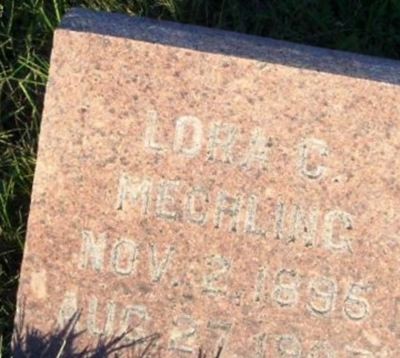 LORA C.
MECHLING
NOV. 2, 1895
AUG. 27,